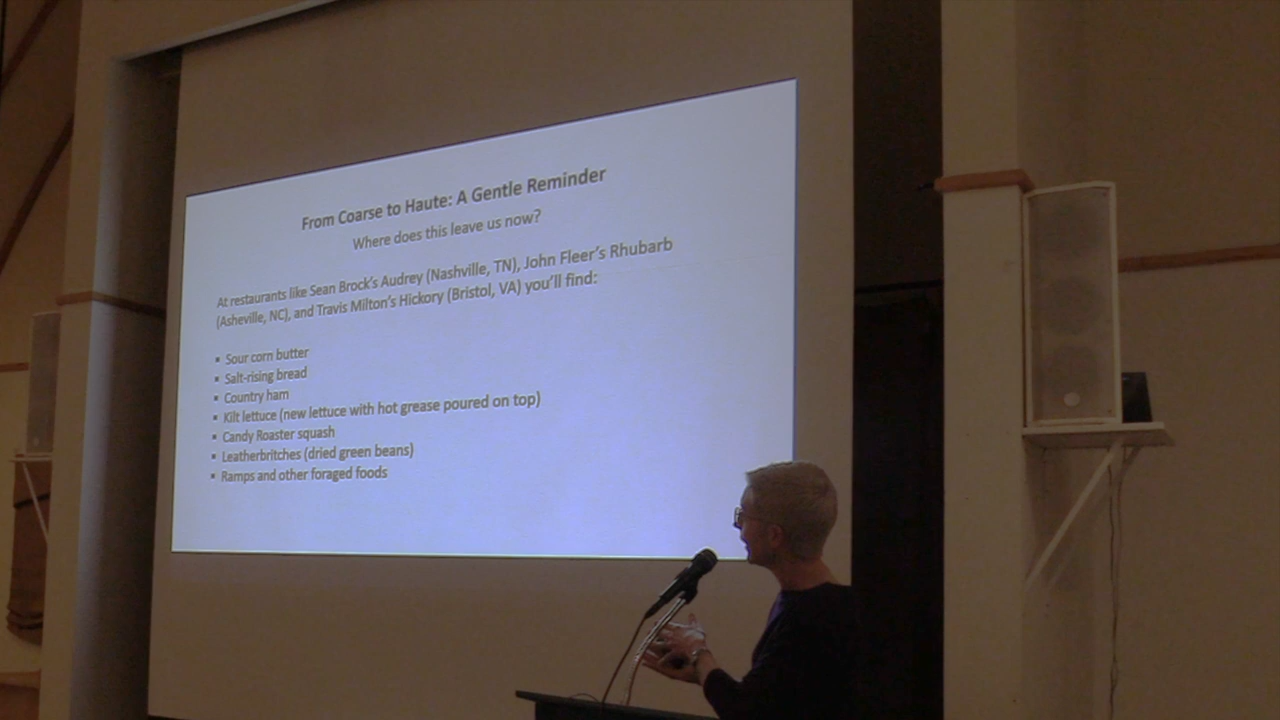 From Coarse to Haute: A Gentle Reminder
Where does this leave us now?
At restaurants like Sean Brock's Audrey (Nashville, TN), John Fleer's Rhubarb
(Asheville, NC), and Travis Milton's Hickory (Bristol, VA) you'll find:
▪ Sour corn butter
▪ Salt-rising bread
▪ Country ham
▪ Kilt lettuce (new lettuce with hot grease poured on top)
▪ Candy Roaster squash
▪ Leatherbritches (dried green beans)
▪ Ramps and other foraged foods